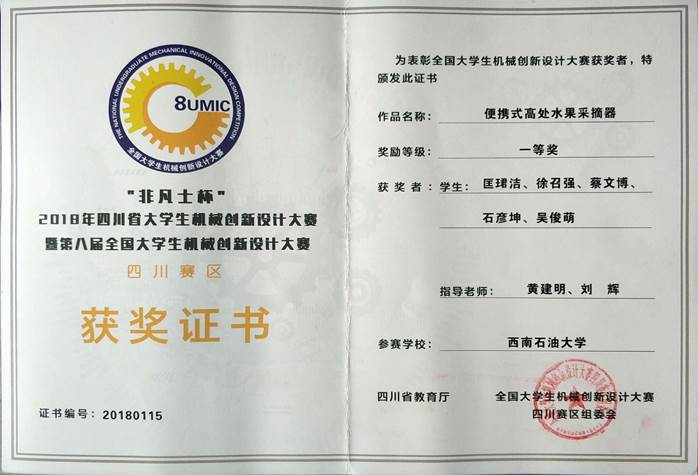 THE NATIONAL UNDERGRADUATE MECHANICAL INNOVATIONAL DESIGN COMPETITION
8UMIC
全国大学生机械创新设计大赛
"非凡士杯"
2018年四川省大学生机械创新设计大赛
暨第八届全国大学生机械创新设计大赛
四川赛区
获奖证书
证书编号：20180115
为表彰全国大学生机械创新设计大赛获奖者，特
颁发此证书
作品名称： 便携式高处水果采摘器
奖励等级： 一等奖
获奖者：学生： 匡珺洁、徐召强、蔡文博、
石彦坤、吴俊萌
指导老师： 黄建明、刘 辉
参赛学校： 西南石油大学
四川省教育厅 全国大学生机械创新设计大赛
四川赛区组委会